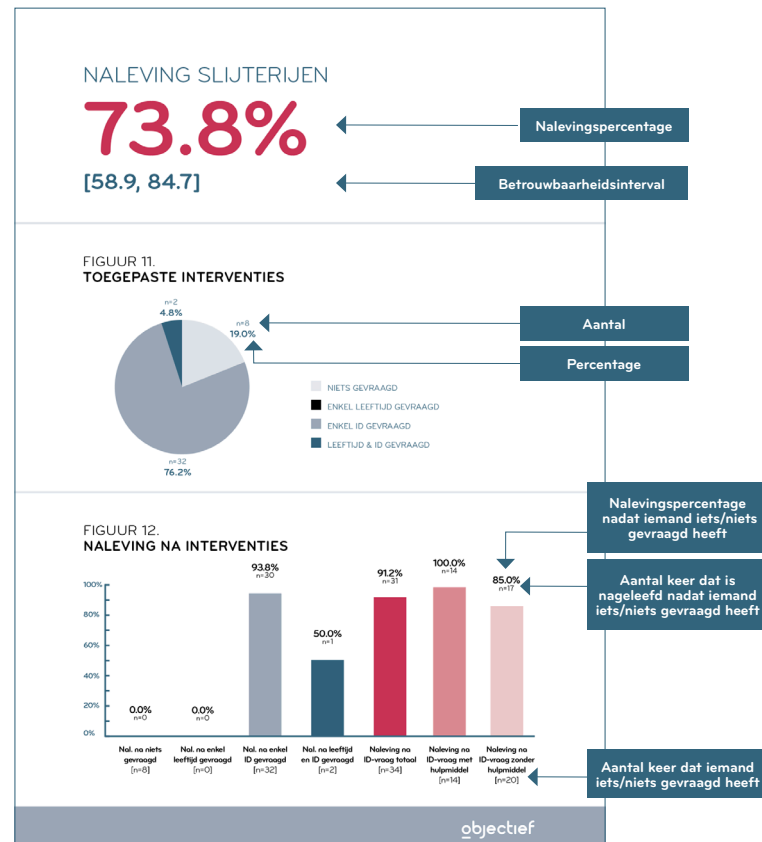 NALEVING SLIJTERIJEN
73.8%
[58.9, 84.7]
Nalevingspercentage
Betrouwbaarheidsinterval
FIGUUR 11.
TOEGEPASTE INTERVENTIES
n=2
4.8%
n=8
19.0%
n=32
76.2%
NIETS GEVRAAGD
ENKEL LEEFTIJD GEVRAAGD
ENKEL ID GEVRAAGD
LEEFTIJD & ID GEVRAAGD
Aantal
Percentage
FIGUUR 12.
NALEVING NA INTERVENTIES
Nalevingspercentage
nadat iemand iets/niets
gevraagd heeft
Aantal keer dat is
nageleefd nadat iemand
iets/niets gevraagd heeft
100%
80%
60%
40%
20%
0%
0.0%
n=0
0.0%
n=0
93.8%
n=30
50.0%
n=1
91.2%
n=31
100.0%
n=14
85.0%
n=17
Nal. na niets
gevraagd
[n=8]
Nal. na enkel
leeftijd gevraagd
[n=0]
Nal. na enkel
ID gevraagd
[n=32]
Nal. na leeftijd
en ID gevraagd
[n=2]
Naleving na
ID-vraag totaal
[n=34]
Naleving na
ID-vraag met
hulpmiddel
[n=14]
Naleving na
ID-vraag zonder
hulpmiddel
[n=20]
Aantal keer dat iemand
iets/niets gevraagd heeft
objectief